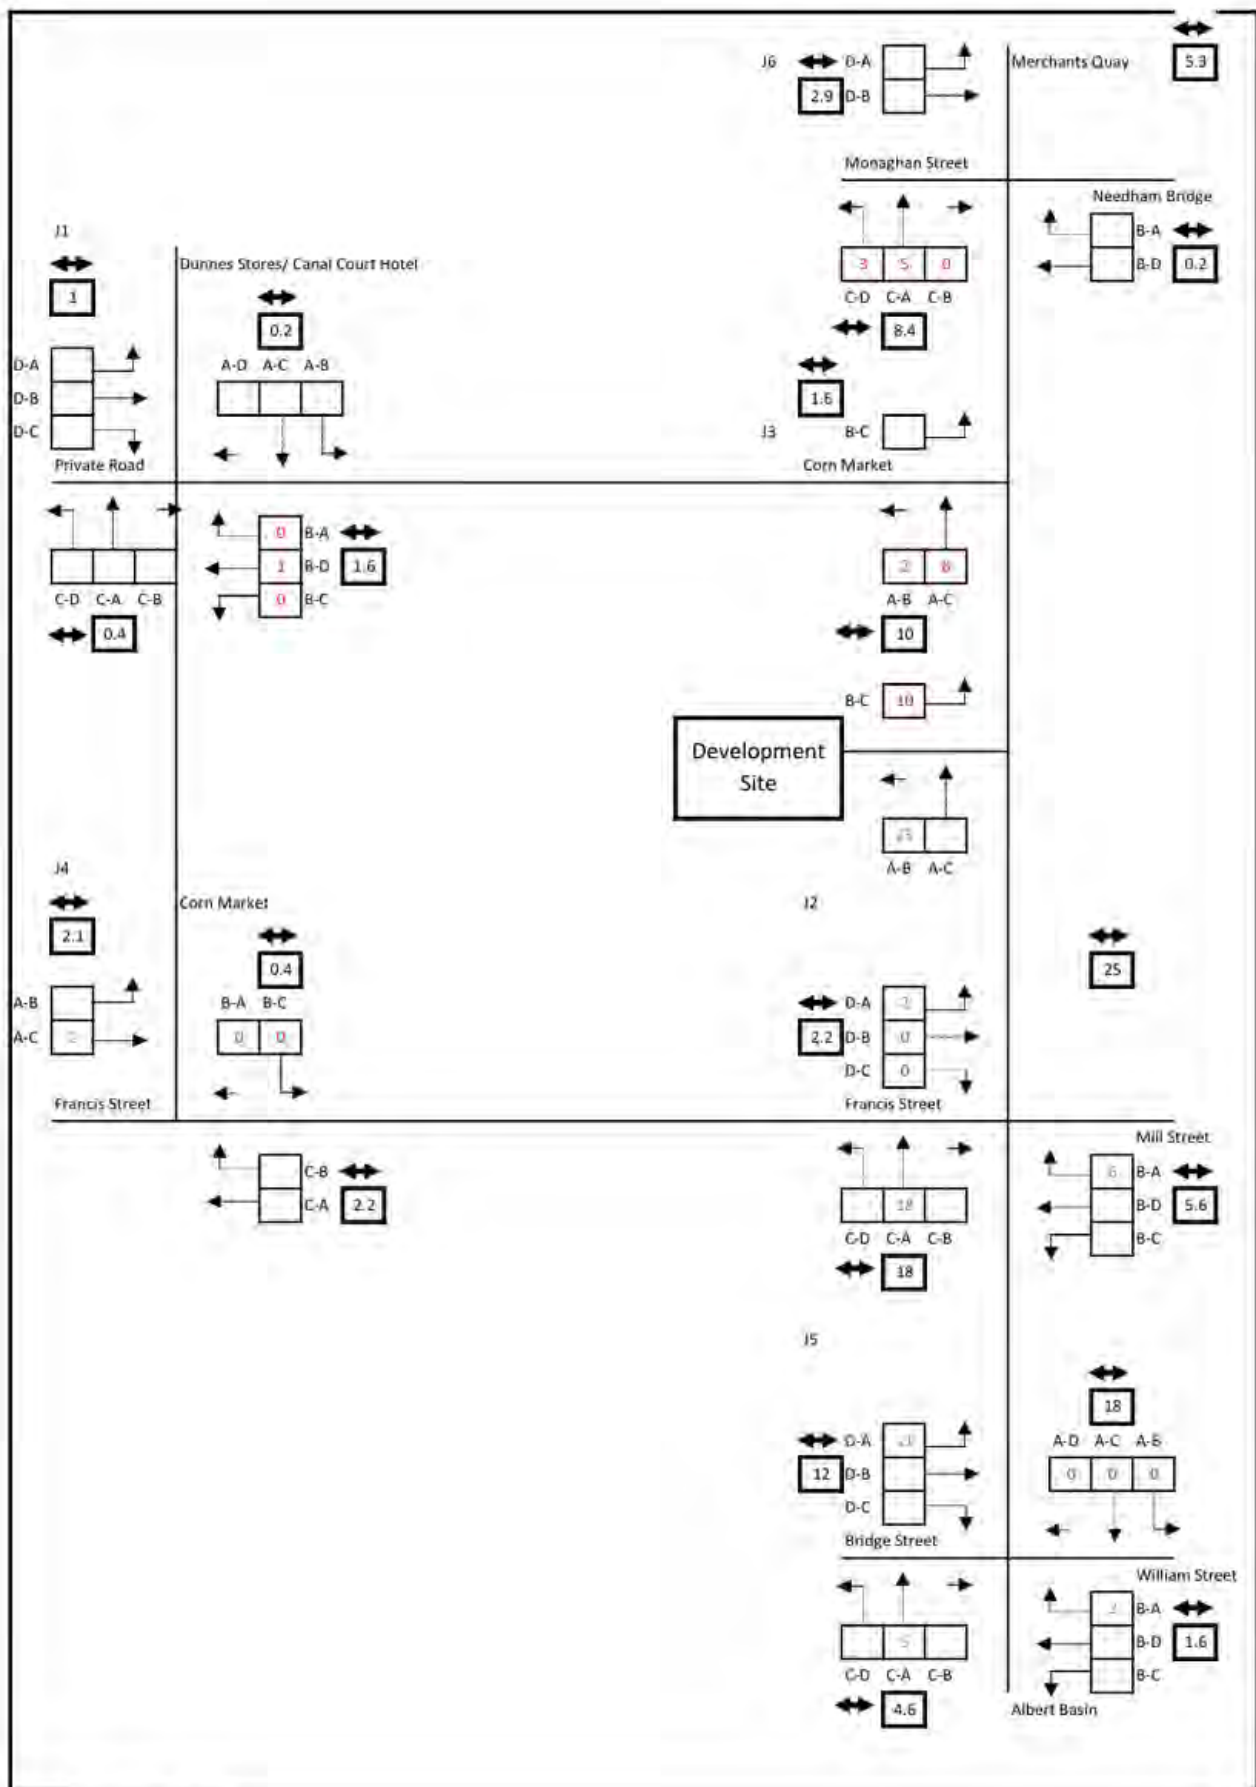 J6
D-A
Merchants Quay
5.3
2.9
D-B
Monaghan Street
Needham Bridge
B-A
B-D
0.2
J1
Dunnes Stores/ Canal Court Hotel
1
0.2
3 5 0
C-D C-A C-B
8.4
1.6
D-A
D-B
D-C
A-D A-C A-B
J3
B-C
Private Road
Corn Market
0 B-A
1 B-D
1.6
0 B-C
C-D C-A C-B
0.4
2 8
A-B A-C
10
B-C
10
Development
Site
A-B A-C
J4
2.1
Corn Market
0.4
J2
25
A-B
A-C
B-A B-C
0 0
D-A
2.2
D-B 0
D-C 0
Francis Street
Francis Street
Mill Street
C-B
C-A
2.2
18
C-D C-A C-B
18
6 B-A
B-D
5.6
B-C
J5
18
12
D-A
D-B
D-C
A-D A-C A-B
0 0 0
Bridge Street
William Street
5
C-D C-A C-B
4.6
B-A
B-D
1.6
B-C
Albert Basin